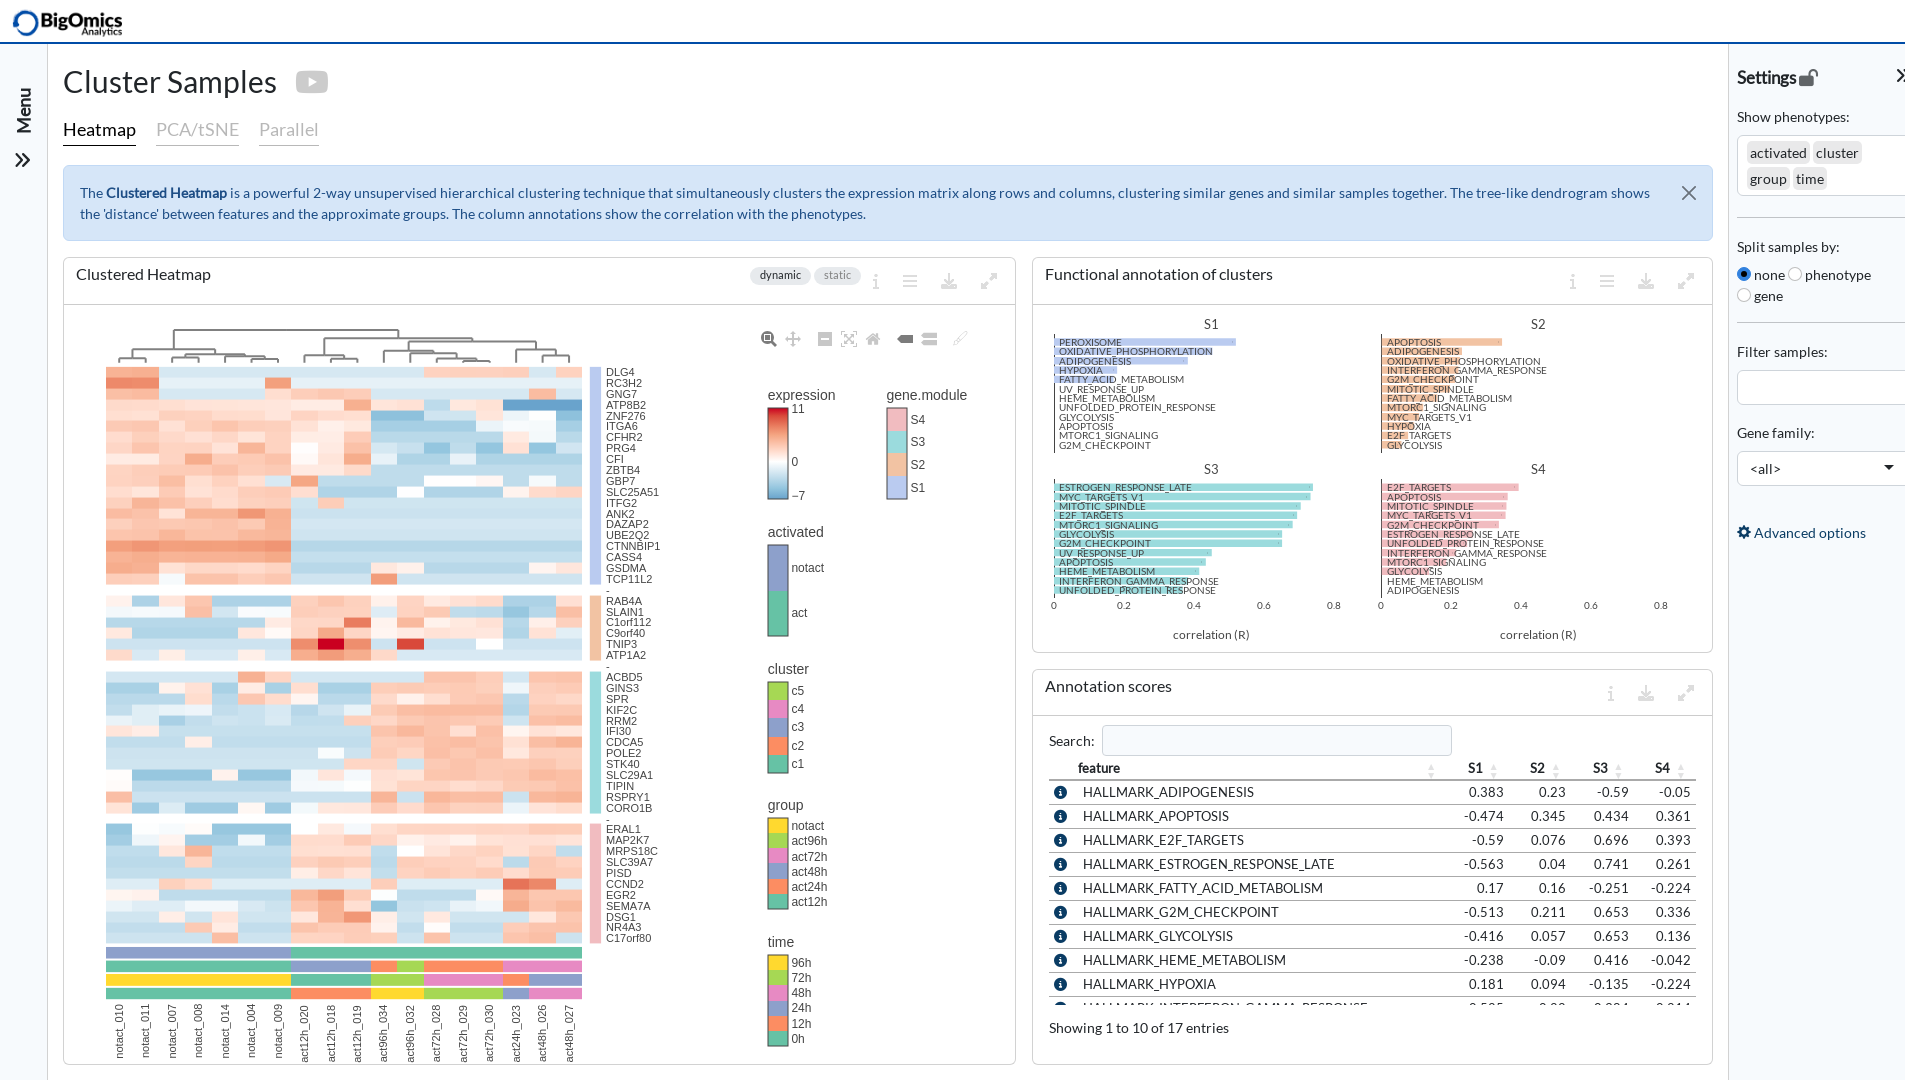 BigOmics
Analytics
Menu
Cluster Samples
Heatmap PCA/tSNE Parallel
The Clustered Heatmap is a powerful 2-way unsupervised hierarchical clustering technique that simultaneously clusters the expression matrix along rows and columns, clustering similar genes and similar samples together. The tree-like dendrogram shows
the 'distance' between features and the approximate groups. The column annotations show the correlation with the phenotypes.
Clustered Heatmap
dynamic static
DLG4
RC3H2
GNG7
ATP8B2
ZNF276
ITGA6
CFHR2
PRG4
CFI
ZBTB4
GBP7
SLC25A51
ITFG2
ANK2
DAZAP2
UBE2Q2
CTNNBIP1
CASS4
GSDMA
TCP11L2
-
RAB4A
SLAIN1
C1orf112
C9orf40
TNIP3
ATP1A2
-
ACBD5
GINS3
SPR
KIF2C
RRM2
IFI30
CDCA5
POLE2
STK40
SLC29A1
TIPIN
RSPRY1
CORO1B
-
ERAL1
MAP2K7
MRPS18C
SLC39A7
PISD
CCND2
EGR2
SEMA7A
DSG1
NR4A3
C17orf80
notact_010
notact_011
notact_007
notact_008
notact_014
notact_004
notact_009
act12h_020
act12h_018
act12h_019
act96h_034
act96h_032
act72h_028
act72h_029
act72h_030
act24h_023
act48h_026
act48h_027
expression
11
0
−7
gene.module
S4
S3
S2
S1
activated
notact
act
cluster
c5
c4
c3
c2
c1
group
notact
act96h
act72h
act48h
act24h
act12h
time
96h
72h
48h
24h
12h
0h
Functional annotation of clusters
S1
PEROXISOME
OXIDATIVE_PHOSPHORYLATION
ADIPOGENESIS
HYPOXIA
FATTY_ACID_METABOLISM
UV_RESPONSE_UP
HEME_METABOLISM
UNFOLDED_PROTEIN_RESPONSE
GLYCOLYSIS
APOPTOSIS
MTORC1_SIGNALING
G2M_CHECKPOINT
S2
APOPTOSIS
ADIPOGENESIS
OXIDATIVE_PHOSPHORYLATION
INTERFERON_GAMMA_RESPONSE
G2M_CHECKPOINT
MITOTIC_SPINDLE
FATTY_ACID_METABOLISM
MTORC1_SIGNALING
MYC_TARGETS_V1
HYPOXIA
E2F_TARGETS
GLYCOLYSIS
S3
ESTROGEN_RESPONSE_LATE
MYC_TARGETS_V1
MITOTIC_SPINDLE
E2F_TARGETS
MTORC1_SIGNALING
GLYCOLYSIS
G2M_CHECKPOINT
UV_RESPONSE_UP
APOPTOSIS
HEME_METABOLISM
INTERFERON_GAMMA_RESPONSE
UNFOLDED_PROTEIN_RESPONSE
0 0.2 0.4 0.6 0.8
correlation (R)
S4
E2F_TARGETS
APOPTOSIS
MITOTIC_SPINDLE
MYC_TARGETS_V1
G2M_CHECKPOINT
ESTROGEN_RESPONSE_LATE
UNFOLDED_PROTEIN_RESPONSE
INTERFERON_GAMMA_RESPONSE
MTORC1_SIGNALING
GLYCOLYSIS
HEME_METABOLISM
ADIPOGENESIS
0 0.2 0.4 0.6 0.8
correlation (R)
Annotation scores
Search:
feature S1 S2 S3 S4
HALLMARK_ADIPOGENESIS 0.383 0.23 -0.59 -0.05
HALLMARK_APOPTOSIS -0.474 0.345 0.434 0.361
HALLMARK_E2F_TARGETS -0.59 0.076 0.696 0.393
HALLMARK_ESTROGEN_RESPONSE_LATE -0.563 0.04 0.741 0.261
HALLMARK_FATTY_ACID_METABOLISM 0.17 0.16 -0.251 -0.224
HALLMARK_G2M_CHECKPOINT -0.513 0.211 0.653 0.336
HALLMARK_GLYCOLYSIS -0.416 0.057 0.653 0.136
HALLMARK_HEME_METABOLISM -0.238 -0.09 0.416 -0.042
HALLMARK_HYPOXIA 0.181 0.094 -0.135 -0.224
HALLMARK_INTERFERON_GAMMA_RESPONSE
Showing 1 to 10 of 17 entries
Settings
Show phenotypes:
activated cluster
group time
Split samples by:
none phenotype
gene
Filter samples:
Gene family:
<all>
Advanced options